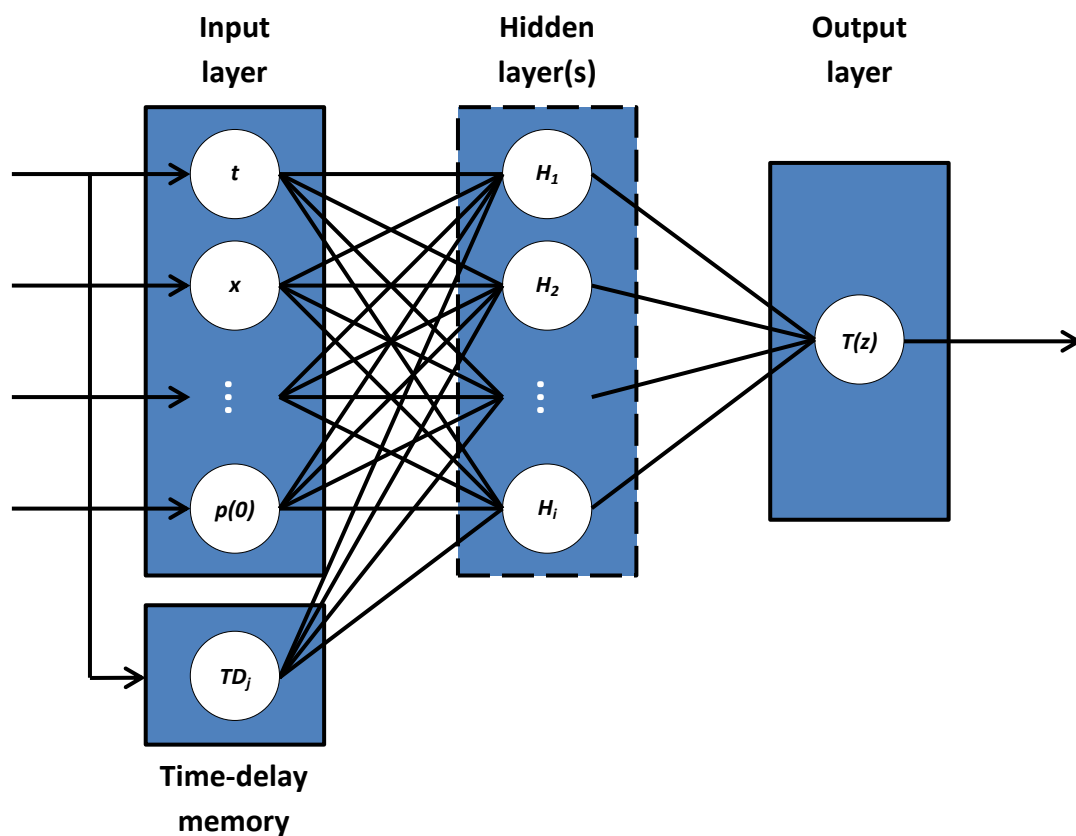 Input
layer
Hidden
layer(s)
Output
layer
t
x
⋮
p(0)
H₁
H₂
⋮
Hᵢ
T(z)
TDⱼ
Time-delay
memory